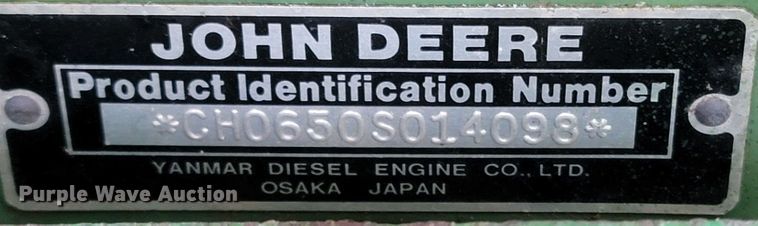 JOHN DEERE
Product Identification Number
*CH0650S014098*
YANMAR DIESEL ENGINE CO., LTD.
OSAKA JAPAN
Purple Wave Auction